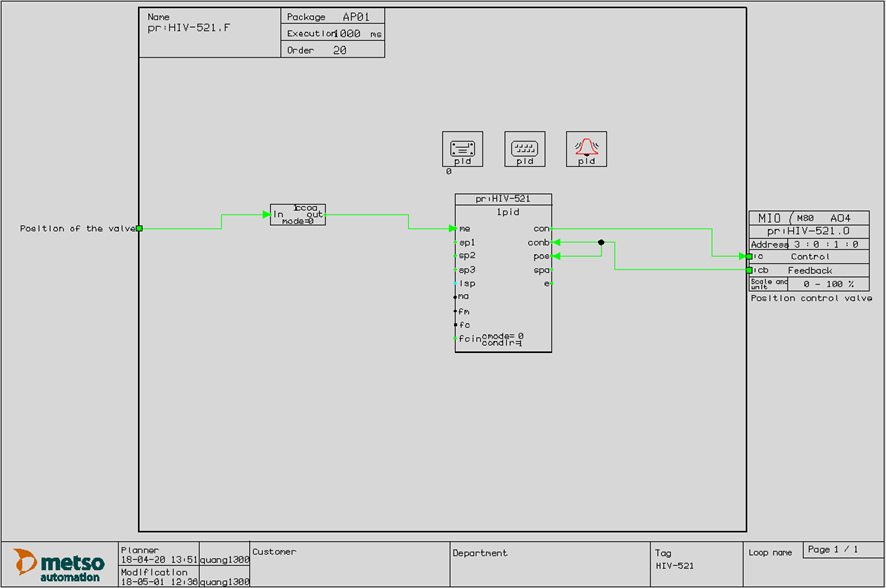 Name
pr:HIV-521.F
Package AP01
Execution 1000 ms
Order 20
pid
0
pid
pid
Position of the valve
1ccoa
in out
mode=0
pr:HIV-521
1pid
me con
sp1 conb
sp2 pos
sp3 spa
lsp e
ma
fm
fc
fcin cmode= 0
condir=1
MIO / M80 AO4
pr:HIV-521.O
Address 3 : 0 : 1 : 0
ic Control
icb Feedback
Scale and unit 0 - 100 %
Position control valve
metso
automation
Planner
18-04-20 13:51 quang1300
Modification
18-05-01 12:36 quang1300
Customer
Department
Tag
HIV-521
Loop name
Page 1 / 1